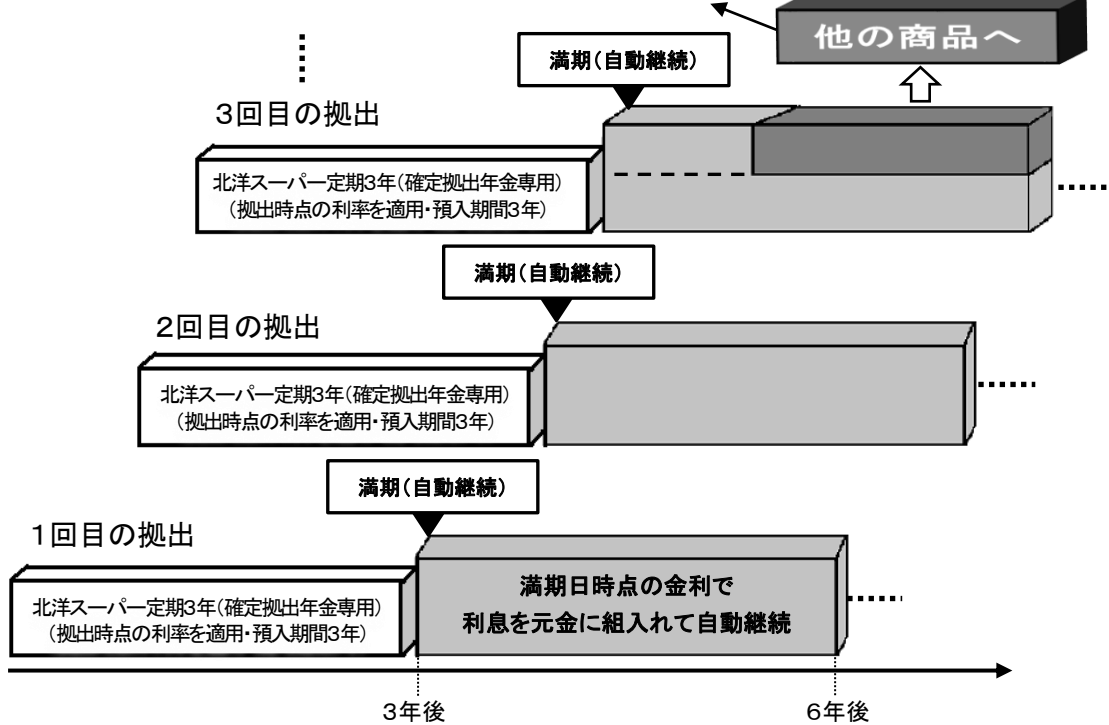 他の商品へ
満期(自動継続)
3回目の拠出
北洋スーパー定期3年(確定拠出年金専用)
(拠出時点の利率を適用・預入期間3年)
満期(自動継続)
2回目の拠出
北洋スーパー定期3年(確定拠出年金専用)
(拠出時点の利率を適用・預入期間3年)
満期(自動継続)
1回目の拠出
北洋スーパー定期3年(確定拠出年金専用)
(拠出時点の利率を適用・預入期間3年)
満期日時点の金利で
利息を元金に組入れて自動継続
3年後
6年後